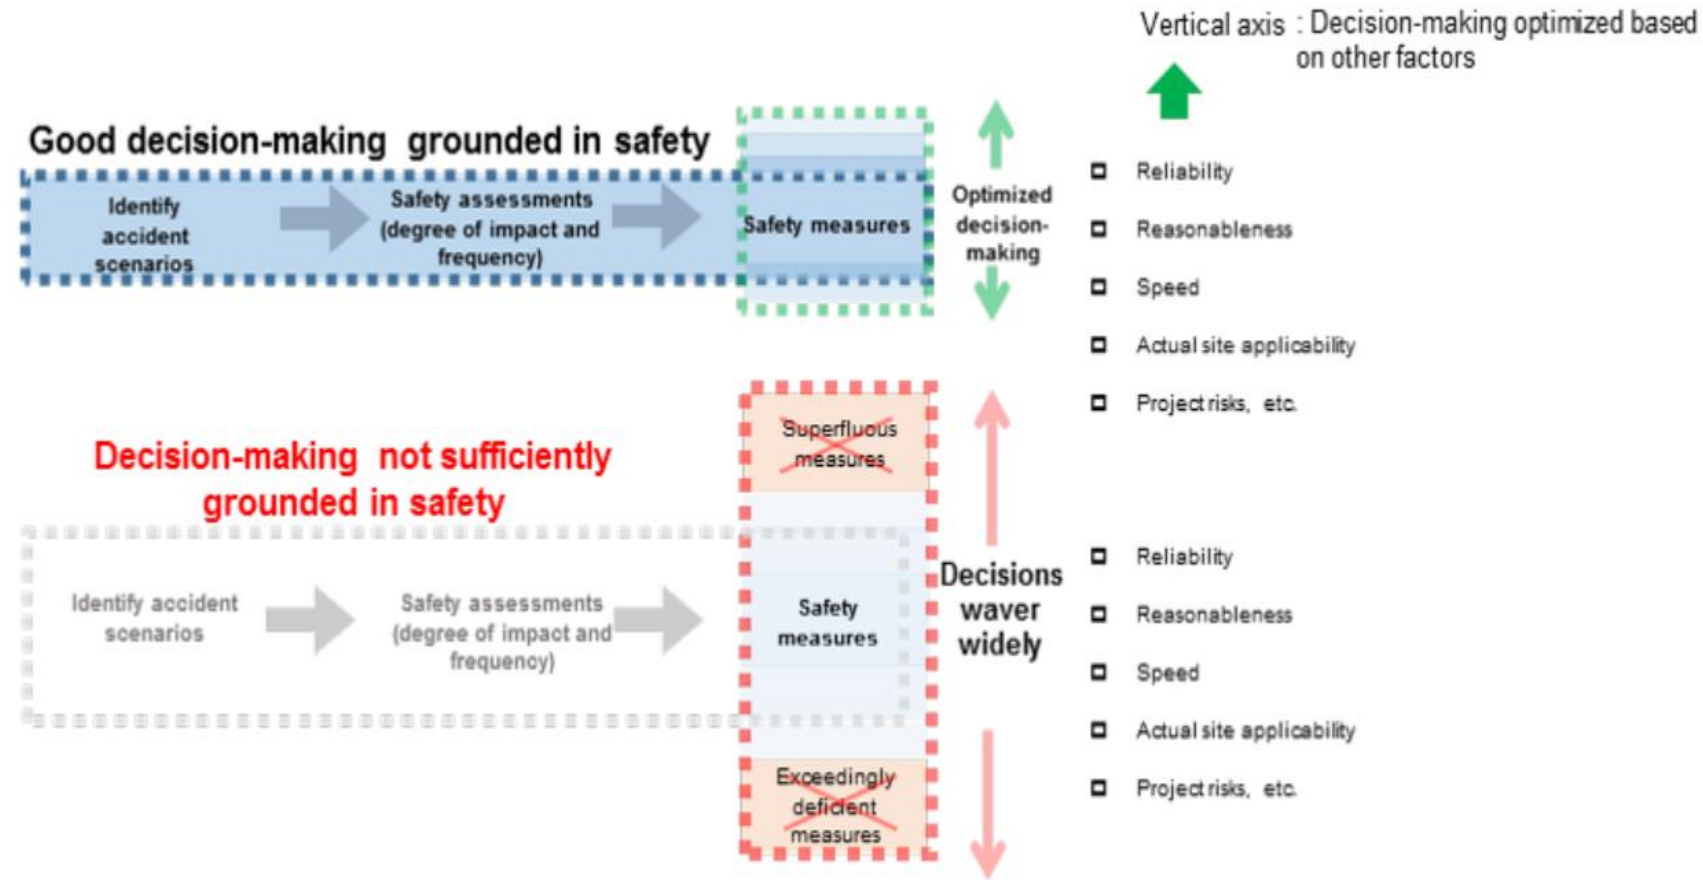 Vertical axis : Decision-making optimized based
on other factors
Good decision-making grounded in safety
Identify
accident
scenarios
Safety assessments
(degree of impact and
frequency)
Safety measures
Optimized
decision-
making
Reliability
Reasonableness
Speed
Actual site applicability
Project risks, etc.
Decision-making not sufficiently
grounded in safety
Superfluous
measures
Identify accident
scenarios
Safety assessments
(degree of impact and
frequency)
Safety
measures
Exceedingly
deficient
measures
Decisions
waver
widely
Reliability
Reasonableness
Speed
Actual site applicability
Project risks, etc.